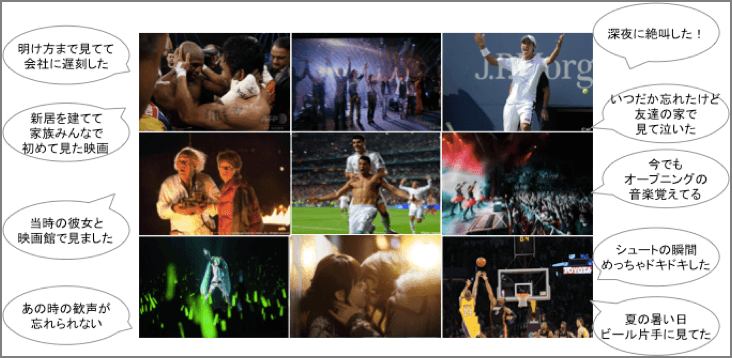 明け方まで見てて
会社に遅刻した
新居を建てて
家族みんなで
初めて見た映画
当時の彼女と
映画館で見ました
あの時の歓声が
忘れられない
J.P.Morg
TOYOTA
深夜に絶叫した！
いつだか忘れたけど
友達の家で
見て泣いた
今でも
オープニングの
音楽覚えてる
シュートの瞬間
めっちゃドキドキした
夏の暑い日
ビール片手に見てた